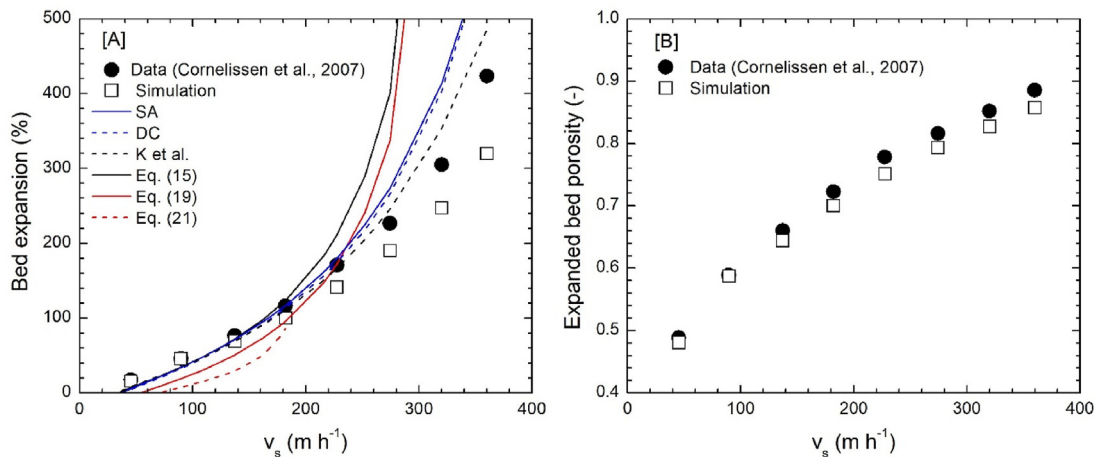 [A]
Data (Cornelissen et al., 2007)
Simulation
SA
DC
K et al.
Eq. (15)
Eq. (19)
Eq. (21)
500
400
300
200
100
0
Bed expansion (%)
0 100 200 300 400
v_s (m h⁻¹)
[B]
Data (Cornelissen et al., 2007)
Simulation
1.0
0.9
0.8
0.7
0.6
0.5
0.4
Expanded bed porosity (-)
0 100 200 300 400
v_s (m h⁻¹)